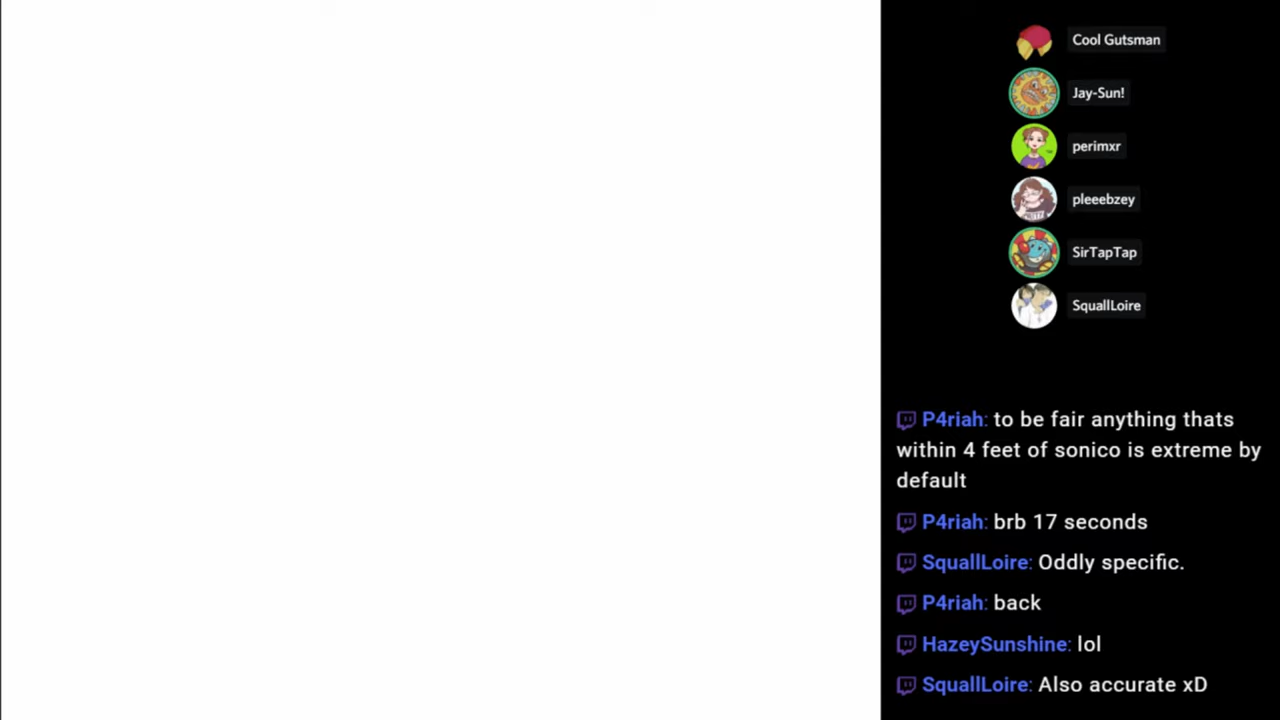 Cool Gutsman
Jay-Sun!
perimxr
pleeebzey
SirTapTap
SquallLoire
P4riah: to be fair anything thats
within 4 feet of sonico is extreme by
default
P4riah: brb 17 seconds
SquallLoire: Oddly specific.
P4riah: back
HazeySunshine: lol
SquallLoire: Also accurate xD